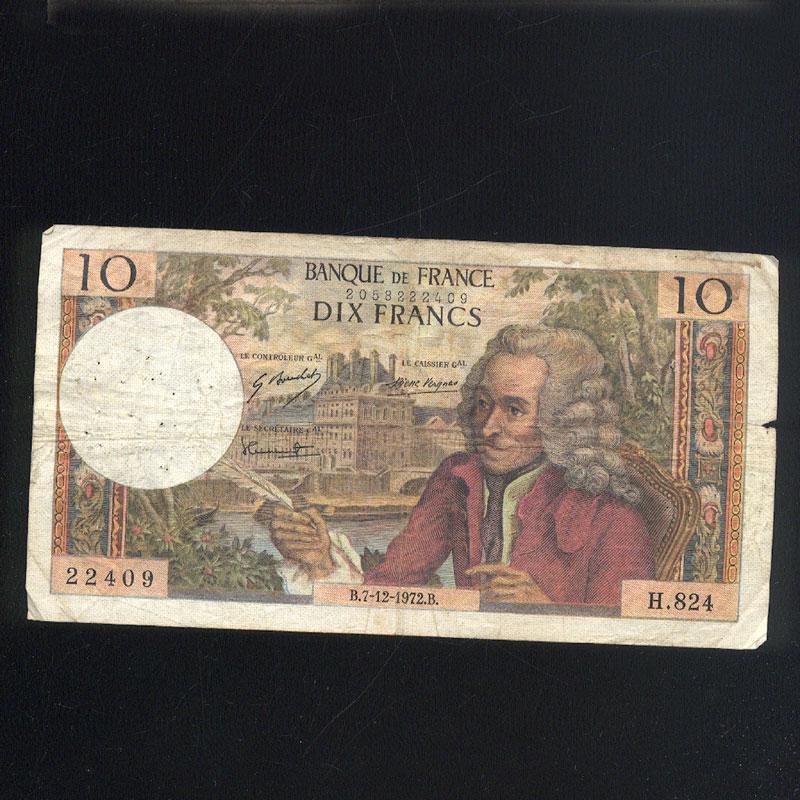 10
BANQUE DE FRANCE
10
2058222409
DIX FRANCS
LE CONTROLEUR GAL
LE CAISSIER GAL
LE SECRÉTAIRE GAL
22409
B.7-12-1972.B.
H.824